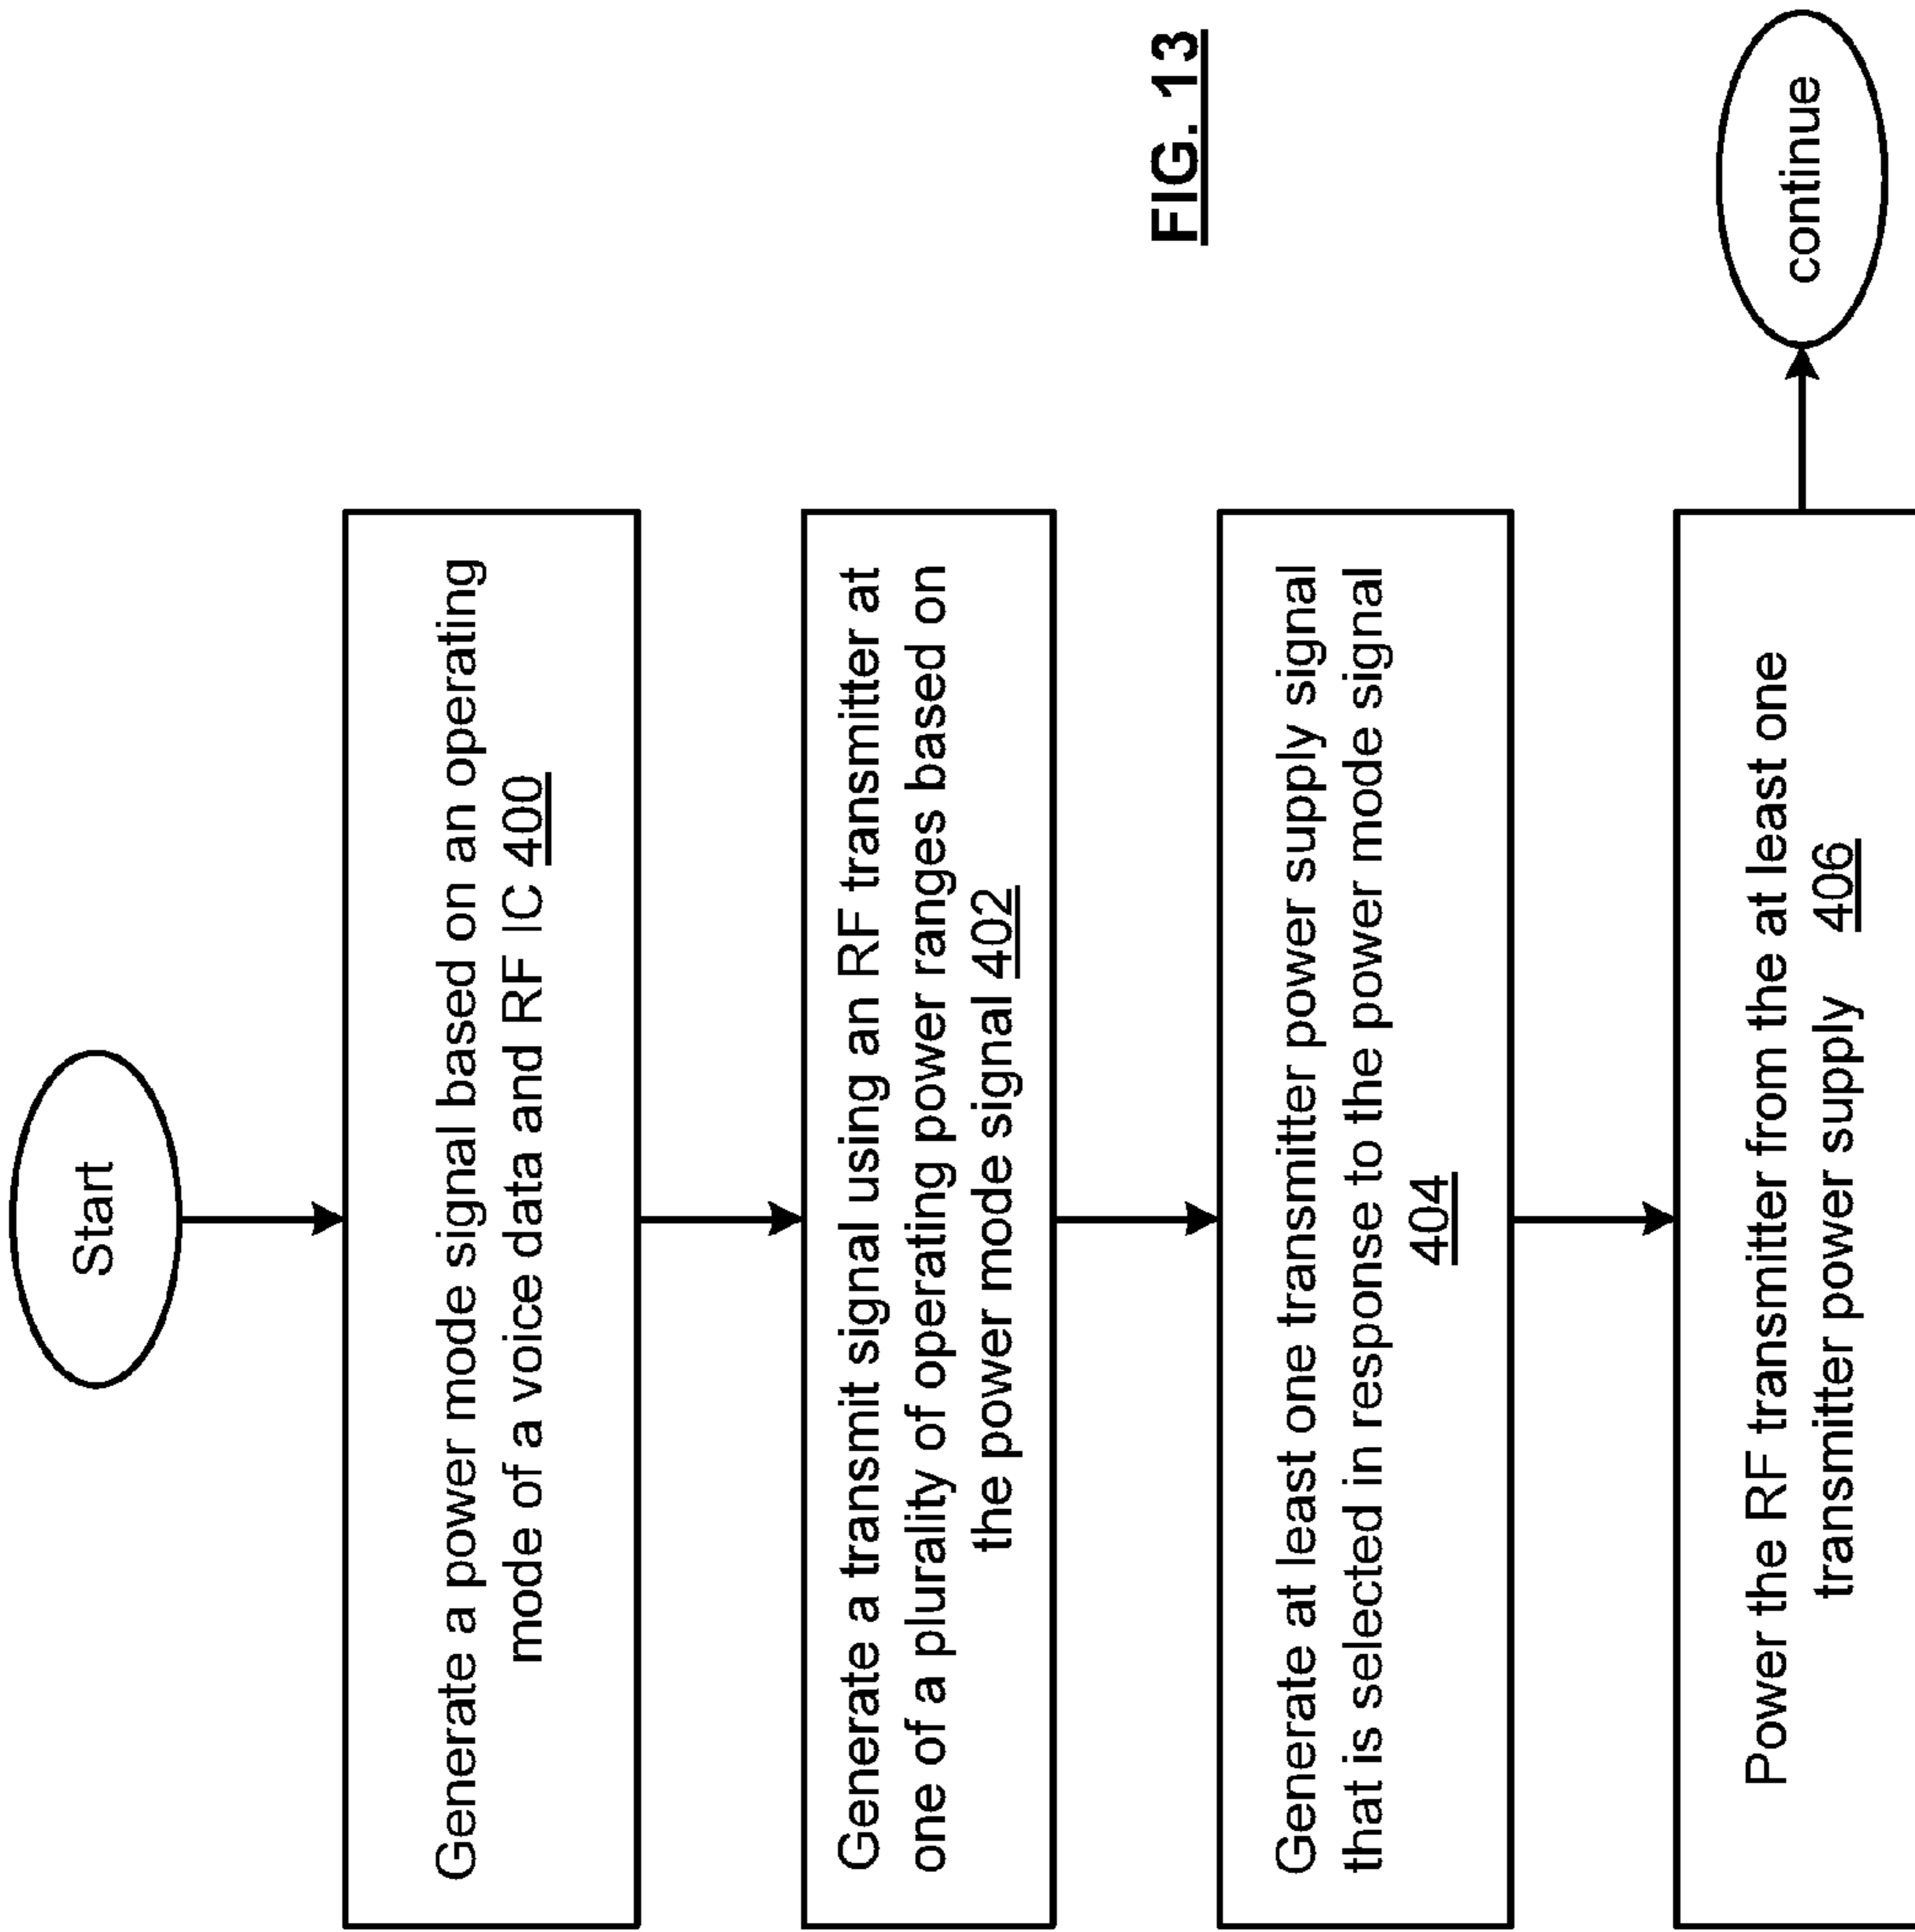 Start
Generate a power mode signal based on an operating
mode of a voice data and RF IC 400
Generate a transmit signal using an RF transmitter at
one of a plurality of operating power ranges based on
the power mode signal 402
Generate at least one transmitter power supply signal
that is selected in response to the power mode signal
404
Power the RF transmitter from the at least one
transmitter power supply 406
continue
FIG. 13